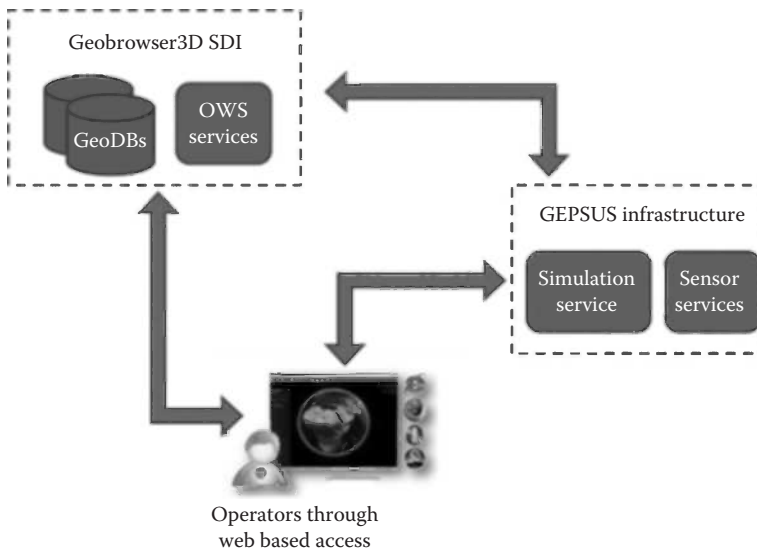 Geobrowser3D SDI
GeoDBs
OWS
services
GEPSUS infrastructure
Simulation
service
Sensor
services
Operators through
web based access